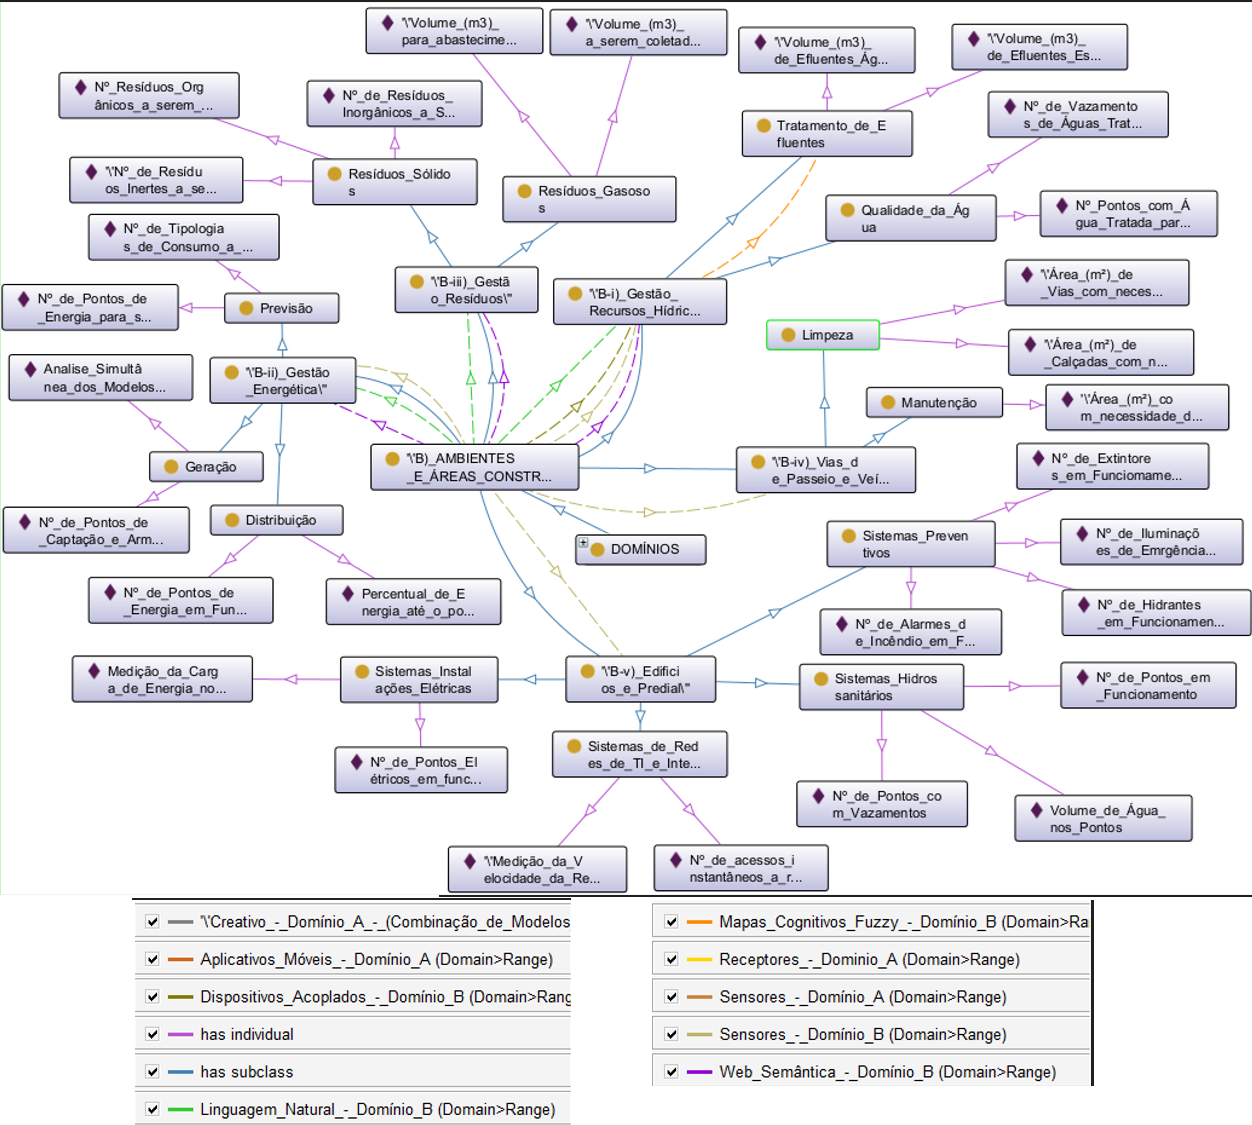 '\'Volume_(m3)_
para_abastecime...
'\'Volume_(m3)_
a_serem_coletad...
'\'Volume_(m3)_
de_Efluentes_Ág...
'\'Volume_(m3)_
de_Efluentes_Es...
Nº_Resíduos_Org
ânicos_a_serem_...
Nº_de_Resíduos_
Inorgânicos_a_S...
Tratamento_de_E
fluentes
Nº_de_Vazamento
s_de_Águas_Trat...
'\'Nº_de_Resídu
os_Inertes_a_se...
Resíduos_Sólido
s
Resíduos_Gasoso
s
Qualidade_da_Ág
ua
Nº_Pontos_com_Á
gua_Tratada_par...
Nº_de_Tipologia
s_de_Consumo_a_...
'\'B-iii)_Gestã
o_Resíduos\"
'\'B-i)_Gestão_
Recursos_Hídric...
'\'Área_(m²)_de
_Vias_com_neces...
Nº_de_Pontos_de
_Energia_para_s...
Previsão
Limpeza
'\'Área_(m²)_de
_Calçadas_com_n...
Analise_Simultâ
nea_dos_Modelos...
'\'B-ii)_Gestão
_Energética\"
Manutenção
'\'Área_(m²)_co
m_necessidade_d...
Geração
'\'B)_AMBIENTES
_E_ÁREAS_CONSTR...
'\'B-iv)_Vias_d
e_Passeio_e_Veí...
Nº_de_Extintore
s_em_Funcioname...
Nº_de_Pontos_de
_Captação_e_Arm...
Distribuição
DOMÍNIOS
Sistemas_Preven
tivos
Nº_de_Iluminaçõ
es_de_Emrgência...
Nº_de_Pontos_de
_Energia_em_Fun...
Percentual_de_E
nergia_até_o_po...
Nº_de_Alarmes_d
e_Incêndio_em_F...
Nº_de_Hidrantes
_em_Funcionamen...
Medição_da_Carg
a_de_Energia_no...
Sistemas_Instal
ações_Elétricas
'\'B-v)_Edifici
os_e_Predial\"
Sistemas_Hidros
sanitários
Nº_de_Pontos_em
_Funcionamento
Nº_de_Pontos_El
étricos_em_func...
Sistemas_de_Red
es_de_TI_e_Inte...
Nº_de_Pontos_co
m_Vazamentos
Volume_de_Água_
nos_Pontos
'\'Medição_da_V
elocidade_da_Re...
Nº_de_acessos_i
nstantâneos_a_r...
'\'Creativo_-_Domínio_A_-_(Combinação_de_Modelos
Aplicativos_Móveis_-_Domínio_A (Domain>Range)
Dispositivos_Acoplados_-_Domínio_B (Domain>Rang
has individual
has subclass
Linguagem_Natural_-_Domínio_B (Domain>Range)
Mapas_Cognitivos_Fuzzy_-_Domínio_B (Domain>Ra
Receptores_-_Dominio_A (Domain>Range)
Sensores_-_Domínio_A (Domain>Range)
Sensores_-_Domínio_B (Domain>Range)
Web_Semântica_-_Domínio_B (Domain>Range)